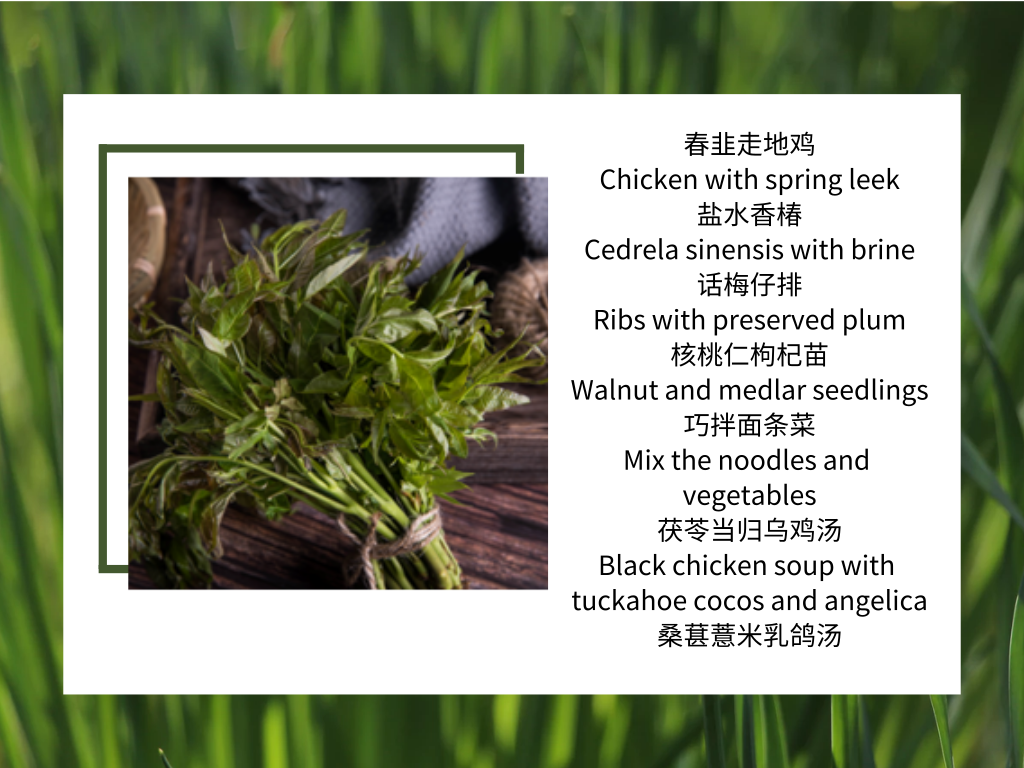 春韭走地鸡
Chicken with spring leek
盐水香椿
Cedrela sinensis with brine
话梅仔排
Ribs with preserved plum
核桃仁枸杞苗
Walnut and medlar seedlings
巧拌面条菜
Mix the noodles and
vegetables
茯苓当归乌鸡汤
Black chicken soup with
tuckahoe cocos and angelica
桑葚薏米乳鸽汤